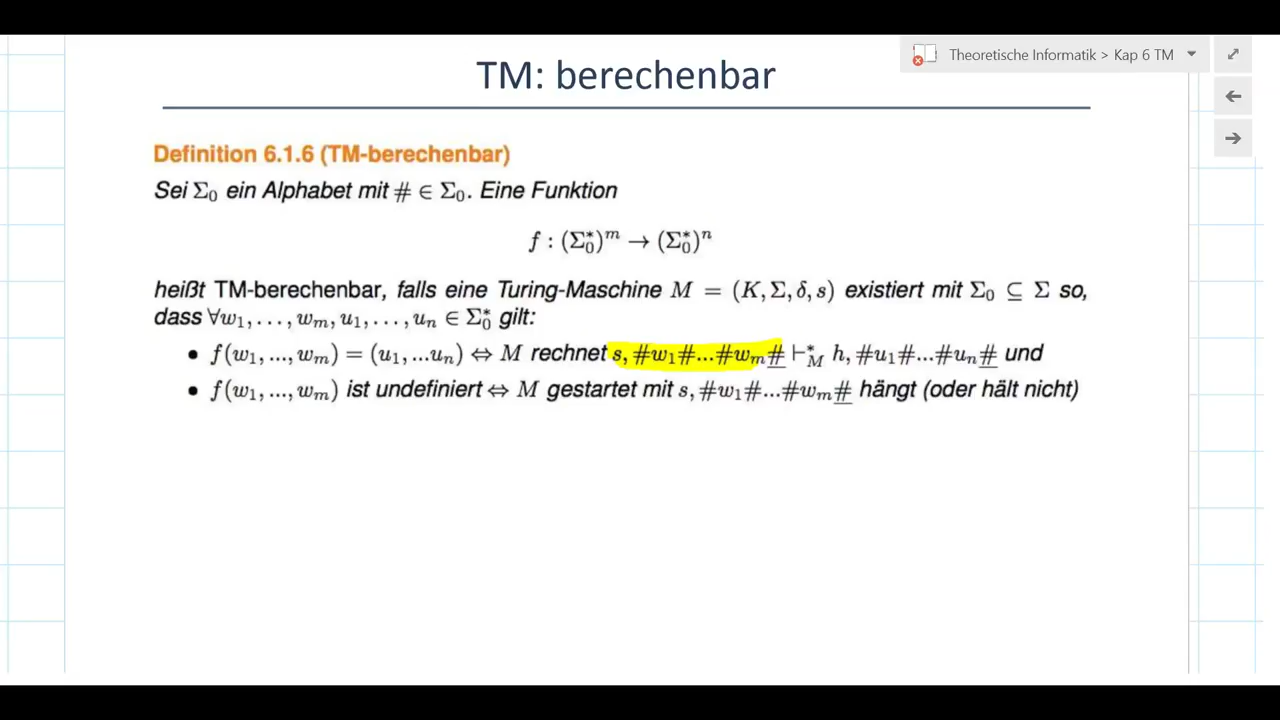 TM: berechenbar
Theoretische Informatik > Kap 6 TM
Definition 6.1.6 (TM-berechenbar)
Sei Σ₀ ein Alphabet mit # ∈ Σ₀. Eine Funktion
f : (Σ₀*)ᵐ → (Σ₀*)ⁿ
heißt TM-berechenbar, falls eine Turing-Maschine M = (K, Σ, δ, s) existiert mit Σ₀ ⊆ Σ so,
dass ∀w₁, . . . , wₘ, u₁, . . . , uₙ ∈ Σ₀* gilt:
• f(w₁, ..., wₘ) = (u₁, ...uₙ) ⇔ M rechnet s, #w₁#...#wₘ# ⊢*_M h, #u₁#...#uₙ# und
• f(w₁, ..., wₘ) ist undefiniert ⇔ M gestartet mit s, #w₁#...#wₘ# hängt (oder hält nicht)